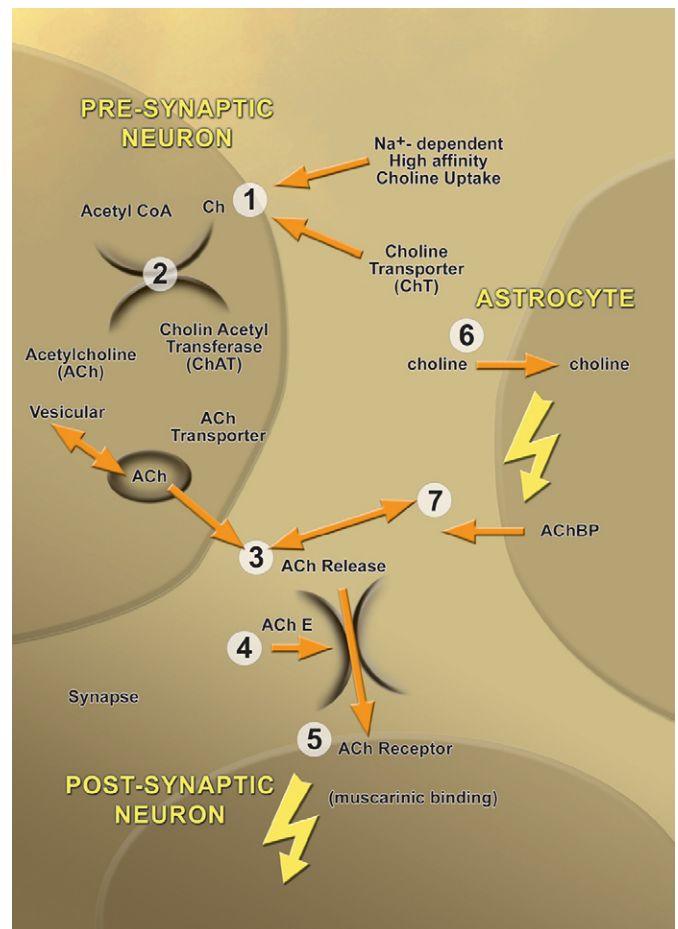 PRE-SYNAPTIC
NEURON
Na+- dependent
High affinity
Choline Uptake
1
Ch
Acetyl CoA
2
Choline
Transporter
(ChT)
ASTROCYTE
6
choline
choline
Cholin Acetyl
Transferase
(ChAT)
Acetylcholine
(ACh)
Vesicular
ACh
Transporter
ACh
7
AChBP
3
ACh Release
ACh E
4
Synapse
5
ACh Receptor
(muscarinic binding)
POST-SYNAPTIC
NEURON